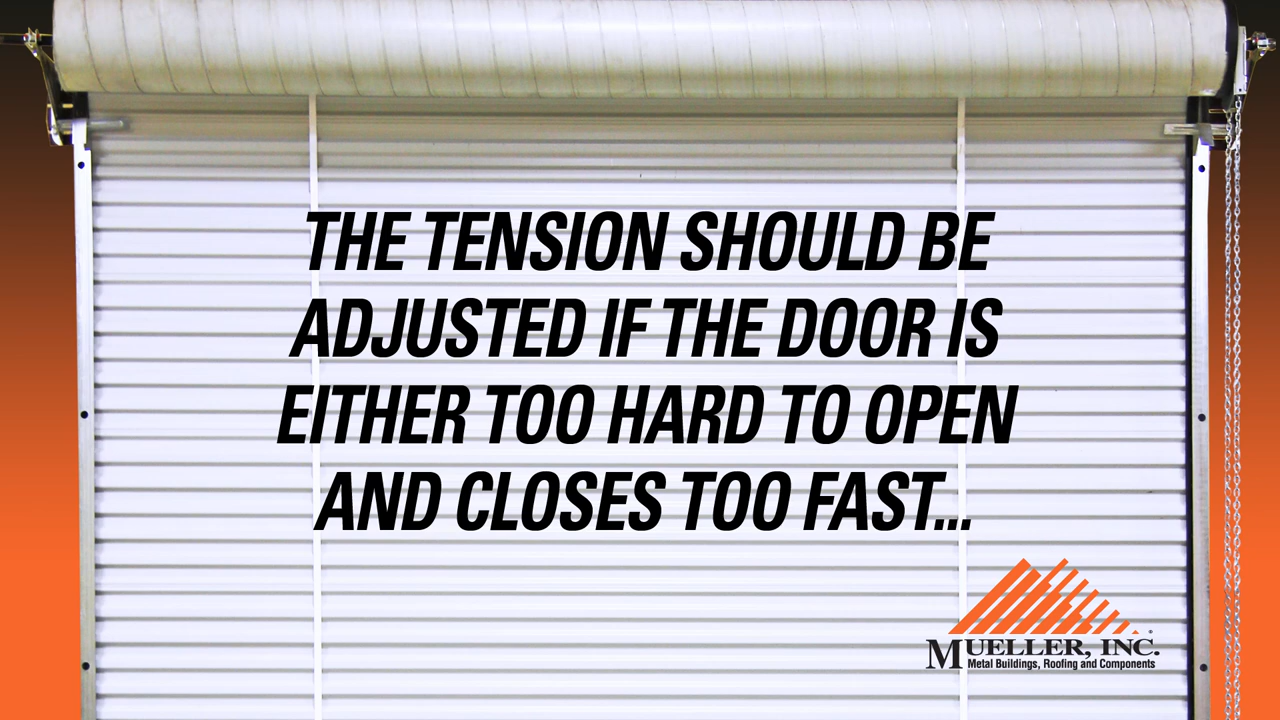 THE TENSION SHOULD BE
ADJUSTED IF THE DOOR IS
EITHER TOO HARD TO OPEN
AND CLOSES TOO FAST...
MUELLER, INC.
Metal Buildings, Roofing and Components